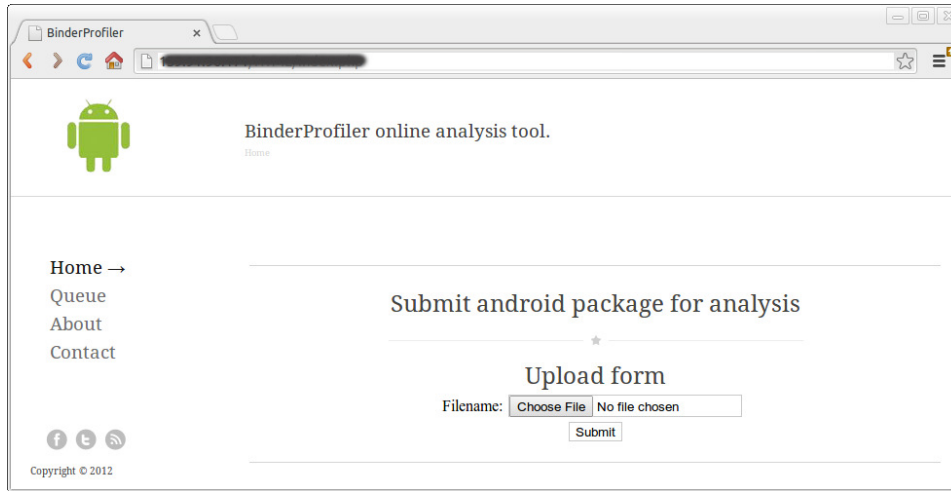 BinderProfiler
BinderProfiler online analysis tool.
Home
Home →
Queue
About
Contact
Submit android package for analysis
Upload form
Filename: Choose File No file chosen
Submit
Copyright © 2012